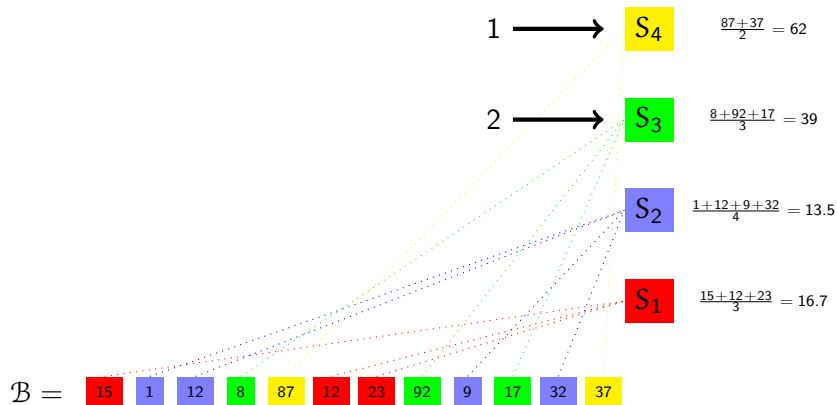 1 S₄ (87+37)/2 = 62
2 S₃ (8+92+17)/3 = 39
S₂ (1+12+9+32)/4 = 13.5
S₁ (15+12+23)/3 = 16.7
ℬ = 15 1 12 8 87 12 23 92 9 17 32 37